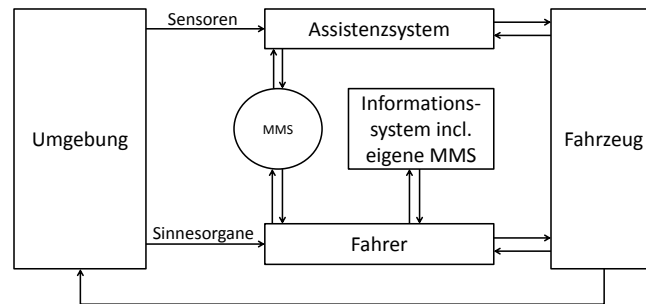 Sensoren
Assistenzsystem
Umgebung
MMS
Informations-
system incl.
eigene MMS
Fahrzeug
Sinnesorgane
Fahrer